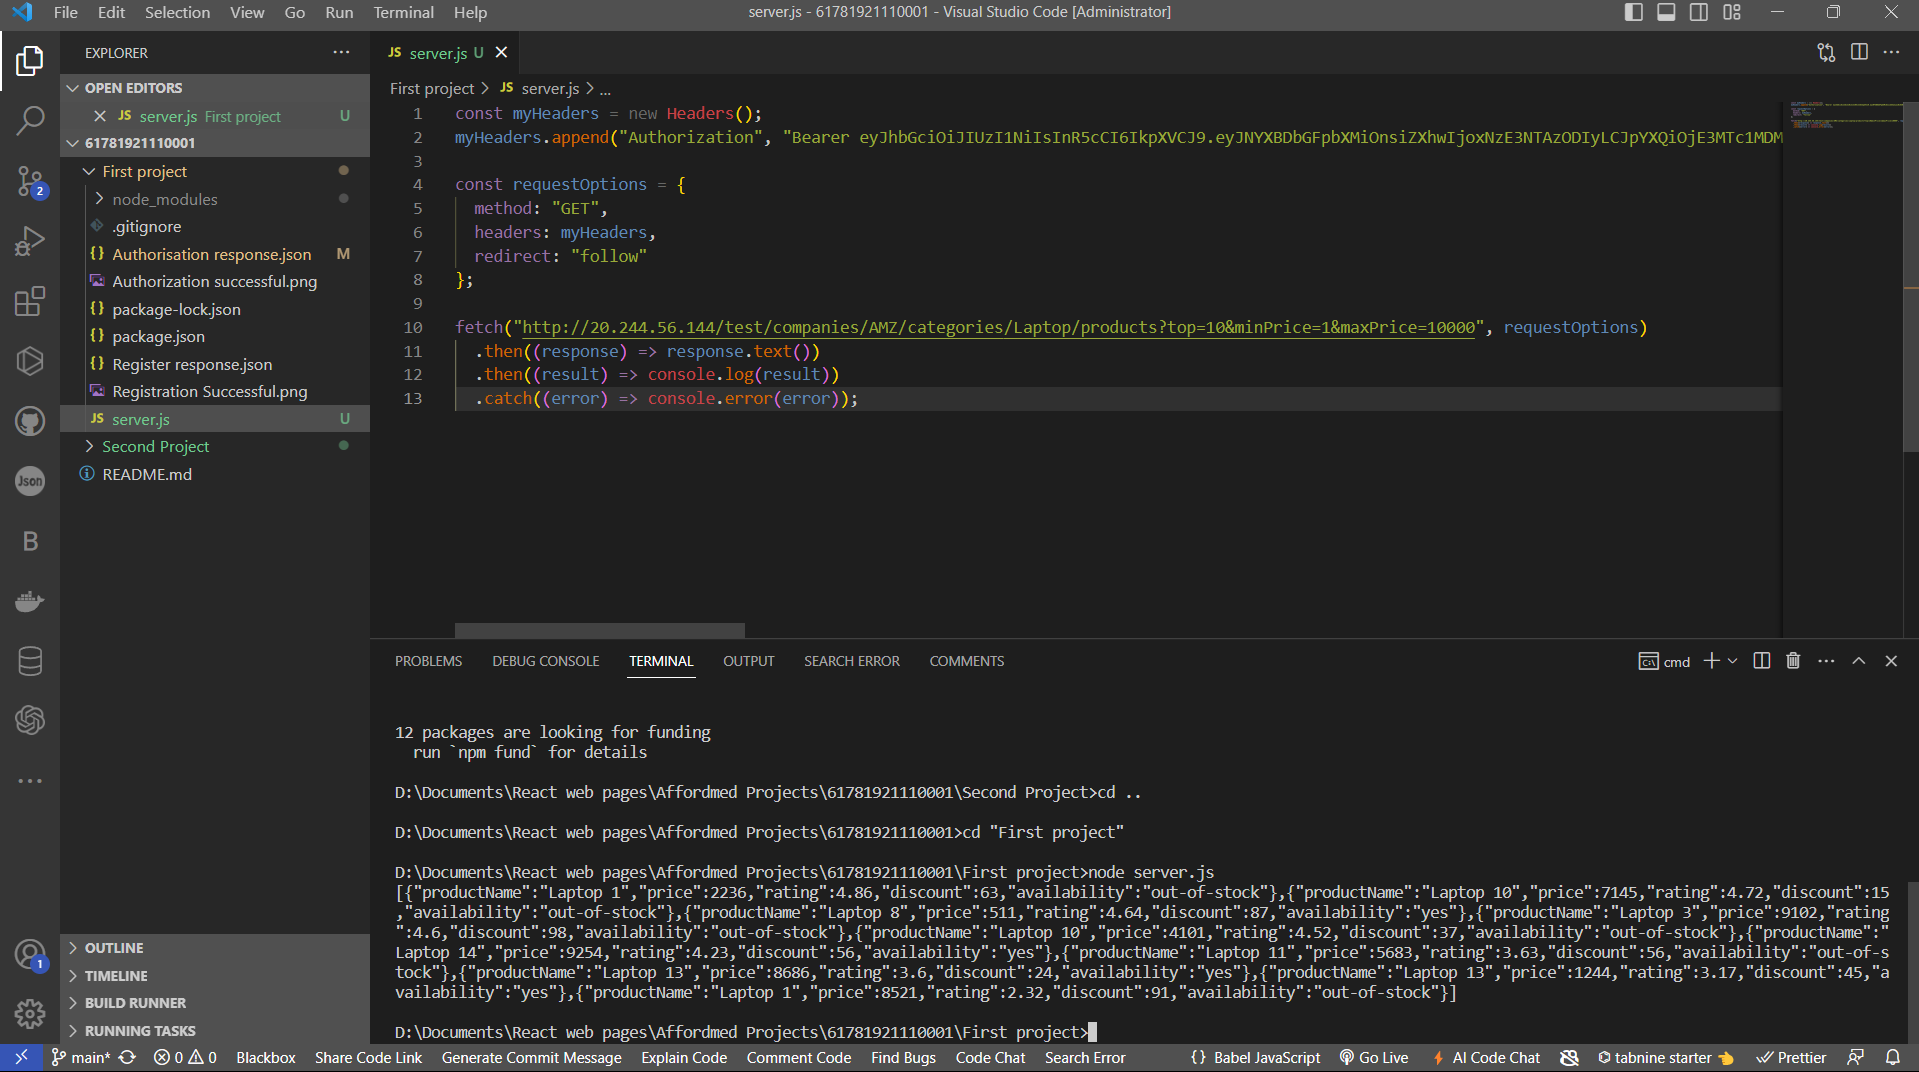 File Edit Selection View Go Run Terminal Help
server.js - 61781921110001 - Visual Studio Code [Administrator]
EXPLORER
OPEN EDITORS
JS server.js First project U
61781921110001
First project
node_modules
.gitignore
{} Authorisation response.json M
Authorization successful.png
{} package-lock.json
{} package.json
{} Register response.json
Registration Successful.png
JS server.js U
Second Project
README.md
OUTLINE
TIMELINE
BUILD RUNNER
RUNNING TASKS
2
Json
B
1
JS server.js U
First project > JS server.js > ...
1 const myHeaders = new Headers();
2 myHeaders.append("Authorization", "Bearer eyJhbGciOiJIUzI1NiIsInR5cCI6IkpXVCJ9.eyJNYXBDbGFpbXMiOnsiZXhwIjoxNzE3NTAzODIyLCJpYXQiOjE3MTc1MDM
3
4 const requestOptions = {
5 method: "GET",
6 headers: myHeaders,
7 redirect: "follow"
8 };
9
10 fetch("http://20.244.56.144/test/companies/AMZ/categories/Laptop/products?top=10&minPrice=1&maxPrice=10000", requestOptions)
11 .then((response) => response.text())
12 .then((result) => console.log(result))
13 .catch((error) => console.error(error));
PROBLEMS DEBUG CONSOLE TERMINAL OUTPUT SEARCH ERROR COMMENTS
cmd
12 packages are looking for funding
run `npm fund` for details
D:\Documents\React web pages\Affordmed Projects\61781921110001\Second Project>cd ..
D:\Documents\React web pages\Affordmed Projects\61781921110001>cd "First project"
D:\Documents\React web pages\Affordmed Projects\61781921110001\First project>node server.js
[{"productName":"Laptop 1","price":2236,"rating":4.86,"discount":63,"availability":"out-of-stock"},{"productName":"Laptop 10","price":7145,"rating":4.72,"discount":15
,"availability":"out-of-stock"},{"productName":"Laptop 8","price":511,"rating":4.64,"discount":87,"availability":"yes"},{"productName":"Laptop 3","price":9102,"rating
":4.6,"discount":98,"availability":"out-of-stock"},{"productName":"Laptop 10","price":4101,"rating":4.52,"discount":37,"availability":"out-of-stock"},{"productName":"
Laptop 14","price":9254,"rating":4.23,"discount":56,"availability":"yes"},{"productName":"Laptop 11","price":5683,"rating":3.63,"discount":56,"availability":"out-of-s
tock"},{"productName":"Laptop 13","price":8686,"rating":3.6,"discount":24,"availability":"yes"},{"productName":"Laptop 13","price":1244,"rating":3.17,"discount":45,"a
vailability":"yes"},{"productName":"Laptop 1","price":8521,"rating":2.32,"discount":91,"availability":"out-of-stock"}]
D:\Documents\React web pages\Affordmed Projects\61781921110001\First project>
main* 0 0 Blackbox Share Code Link Generate Commit Message Explain Code Comment Code Find Bugs Code Chat Search Error {} Babel JavaScript Go Live AI Code Chat tabnine starter Prettier